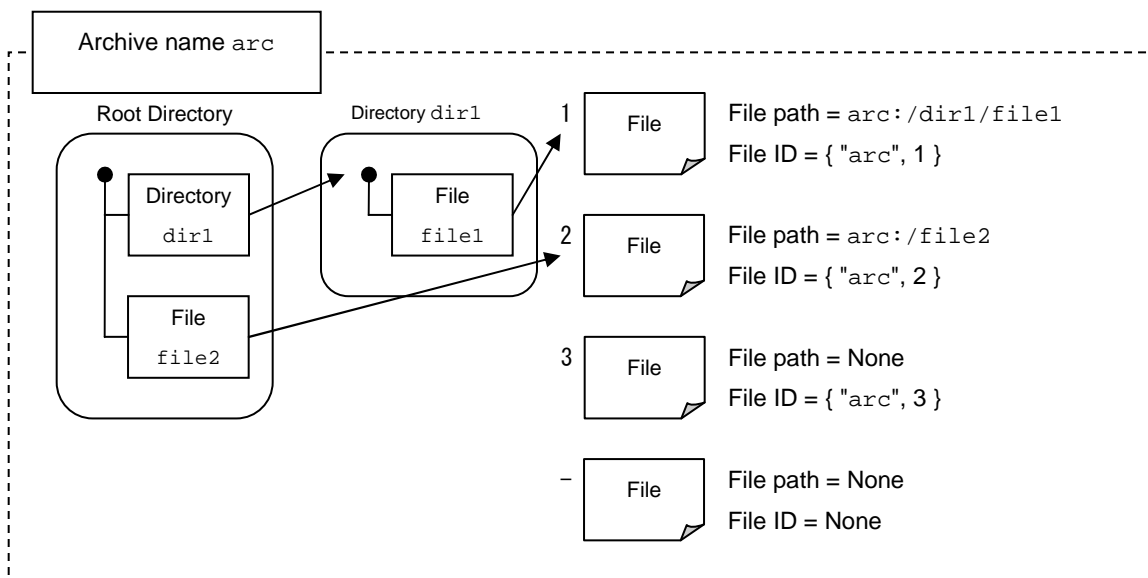 Archive name arc
Root Directory
Directory
dir1
File
file2
Directory dir1
File
file1
1
File
File path = arc:/dir1/file1
File ID = { "arc", 1 }
2
File
File path = arc:/file2
File ID = { "arc", 2 }
3
File
File path = None
File ID = { "arc", 3 }
-
File
File path = None
File ID = None